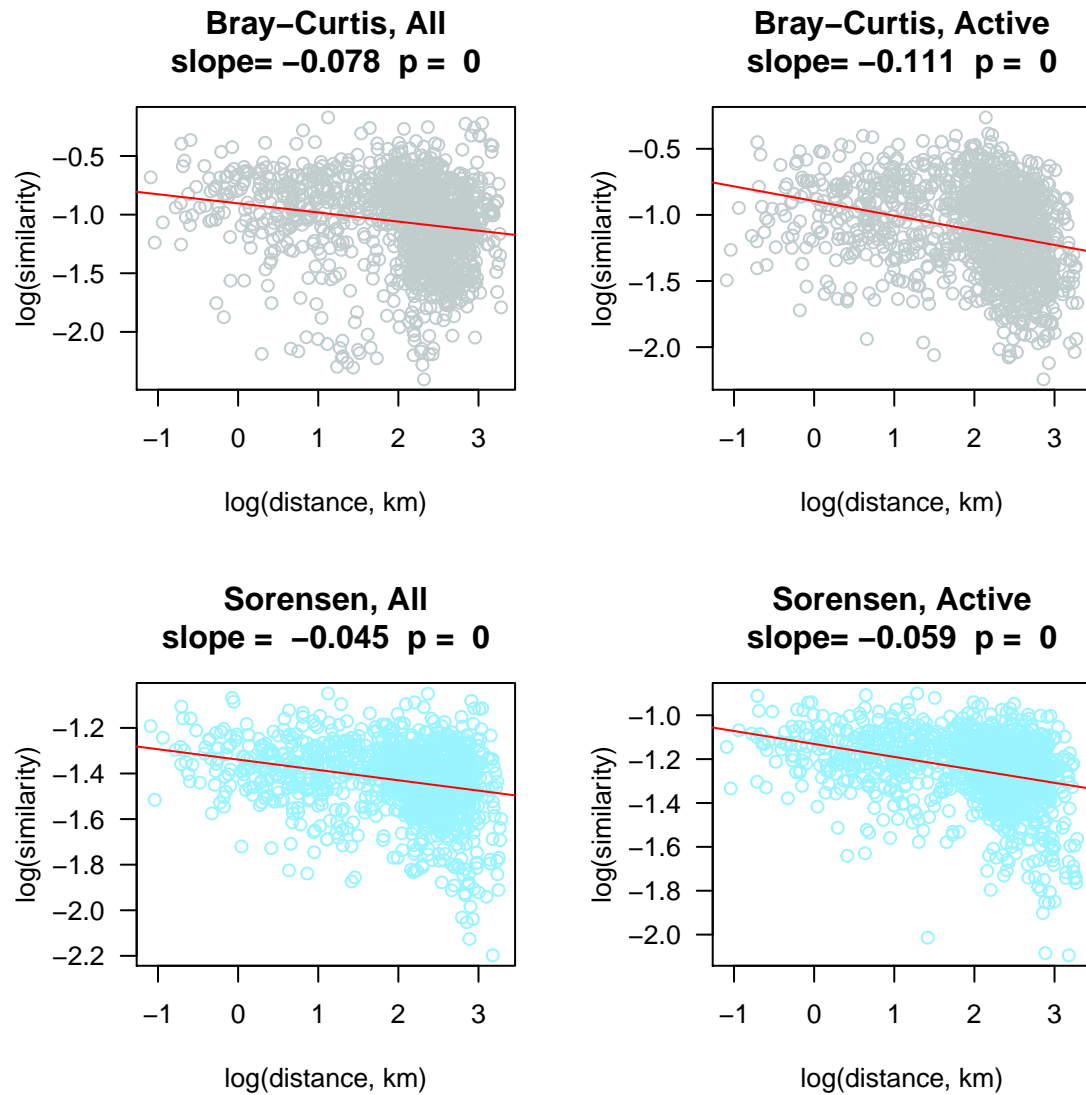 Bray−Curtis, All
slope= −0.078  p =  0
log(similarity)
−0.5
−1.0
−1.5
−2.0
−1 0 1 2 3
log(distance, km)
Bray−Curtis, Active
slope= −0.111  p =  0
log(similarity)
−0.5
−1.0
−1.5
−2.0
−1 0 1 2 3
log(distance, km)
Sorensen, All
slope =  −0.045  p =  0
log(similarity)
−1.2
−1.4
−1.6
−1.8
−2.0
−2.2
−1 0 1 2 3
log(distance, km)
Sorensen, Active
slope= −0.059  p =  0
log(similarity)
−1.0
−1.2
−1.4
−1.6
−1.8
−2.0
−1 0 1 2 3
log(distance, km)